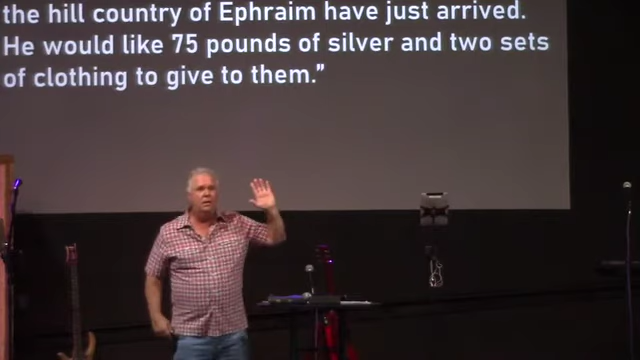 the hill country of Ephraim have just arrived.
He would like 75 pounds of silver and two sets
of clothing to give to them.”